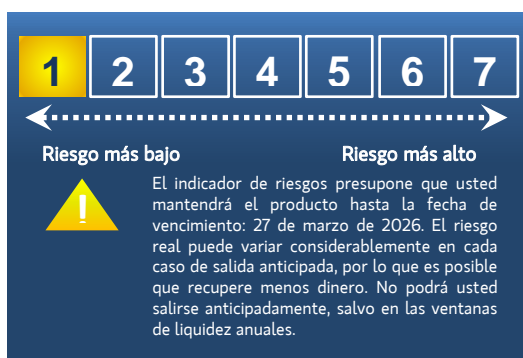 1 2 3 4 5 6 7
Riesgo más bajo Riesgo más alto
!
El indicador de riesgos presupone que usted
mantendrá el producto hasta la fecha de
vencimiento: 27 de marzo de 2026. El riesgo
real puede variar considerablemente en cada
caso de salida anticipada, por lo que es posible
que recupere menos dinero. No podrá usted
salirse anticipadamente, salvo en las ventanas
de liquidez anuales.